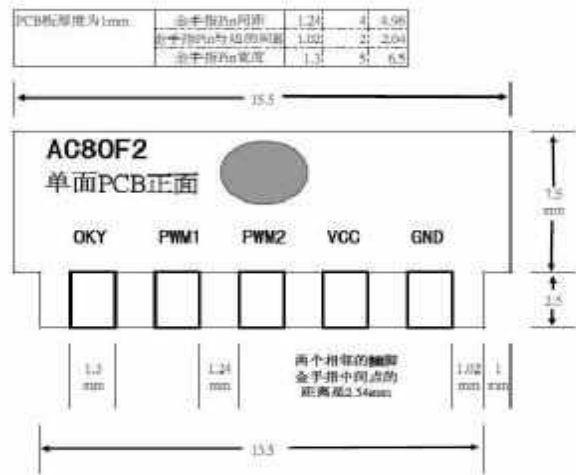 PCB板厚度为1mm
金手指Pin间距 1.24 4 4.96
金手指Pin与边的间距 1.02 2 2.04
金手指Pin宽度 1.3 5 6.5
15.5
AC80F2
单面PCB正面
7.5
mm
OKY PWM1 PWM2 VCC GND
2.5
1.3
mm
1.24
mm
两个相邻的
金手指中间点的
距离是2.54mm
1.02
mm
1
mm
13.5